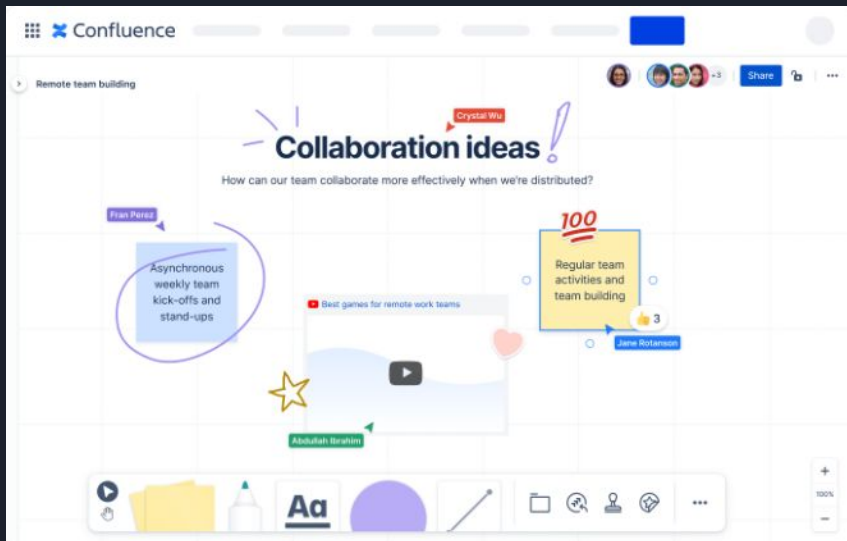 Confluence
Remote team building
+3
Share
Crystal Wu
Collaboration ideas!
How can our team collaborate more effectively when we're distributed?
Fran Perez
Asynchronous
weekly team
kick-offs and
stand-ups
100
Regular team
activities and
team building
3
Jane Rotanson
Best games for remote work teams
Abdullah Ibrahim
Aa
+
100%
−